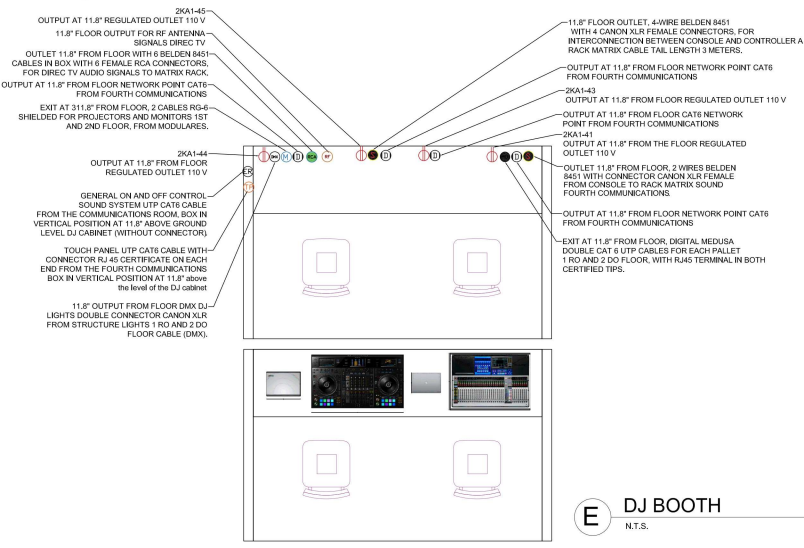 2KA1-45
OUTPUT AT 11.8" REGULATED OUTLET 110 V
11.8" FLOOR OUTPUT FOR RF ANTENNA
SIGNALS DIREC TV
OUTLET 11.8" FROM FLOOR WITH 6 BELDEN 8451
CABLES IN BOX WITH 6 FEMALE RCA CONNECTORS,
FOR DIREC TV AUDIO SIGNALS TO MATRIX RACK,
OUTPUT AT 11.8" FROM FLOOR NETWORK POINT CAT6
FROM FOURTH COMMUNICATIONS
EXIT AT 311.8" FROM FLOOR, 2 CABLES RG-6
SHIELDED FOR PROJECTORS AND MONITORS 1ST
AND 2ND FLOOR, FROM MODULARES.
2KA1-44
OUTPUT AT 11.8" FROM FLOOR
REGULATED OUTLET 110 V
GENERAL ON AND OFF CONTROL
SOUND SYSTEM UTP CAT6 CABLE
FROM THE COMMUNICATIONS ROOM, BOX IN
VERTICAL POSITION AT 11.8" ABOVE GROUND
LEVEL DJ CABINET (WITHOUT CONNECTOR).
TOUCH PANEL UTP CAT6 CABLE WITH
CONNECTOR RJ 45 CERTIFICATE ON EACH
END FROM THE FOURTH COMMUNICATIONS
BOX IN VERTICAL POSITION AT 11.8" above
the level of the DJ cabinet
11.8" OUTPUT FROM FLOOR DMX DJ
LIGHTS DOUBLE CONNECTOR CANON XLR
FROM STRUCTURE LIGHTS 1 RO AND 2 DO
FLOOR CABLE (DMX).
DMX M D RCA RF D D D
ER
11.8" FLOOR OUTLET, 4-WIRE BELDEN 8451
WITH 4 CANON XLR FEMALE CONNECTORS, FOR
INTERCONNECTION BETWEEN CONSOLE AND CONTROLLER A
RACK MATRIX CABLE TAIL LENGTH 3 METERS.
OUTPUT AT 11.8" FROM FLOOR NETWORK POINT CAT6
FROM FOURTH COMMUNICATIONS
2KA1-43
OUTPUT AT 11.8" FROM FLOOR REGULATED OUTLET 110 V
OUTPUT AT 11.8" FROM FLOOR CAT6 NETWORK
POINT FROM FOURTH COMMUNICATIONS
2KA1-41
OUTPUT AT 11.8" FROM THE FLOOR REGULATED
OUTLET 110 V
OUTLET 11.8" FROM FLOOR, 2 WIRES BELDEN
8451 WITH CONNECTOR CANON XLR FEMALE
FROM CONSOLE TO RACK MATRIX SOUND
FOURTH COMMUNICATIONS.
OUTPUT AT 11.8" FROM FLOOR NETWORK POINT CAT6
FROM FOURTH COMMUNICATIONS
EXIT AT 11.8" FROM FLOOR, DIGITAL MEDUSA
DOUBLE CAT 6 UTP CABLES FOR EACH PALLET
1 RO AND 2 DO FLOOR, WITH RJ45 TERMINAL IN BOTH
CERTIFIED TIPS.
E
DJ BOOTH
N.T.S.